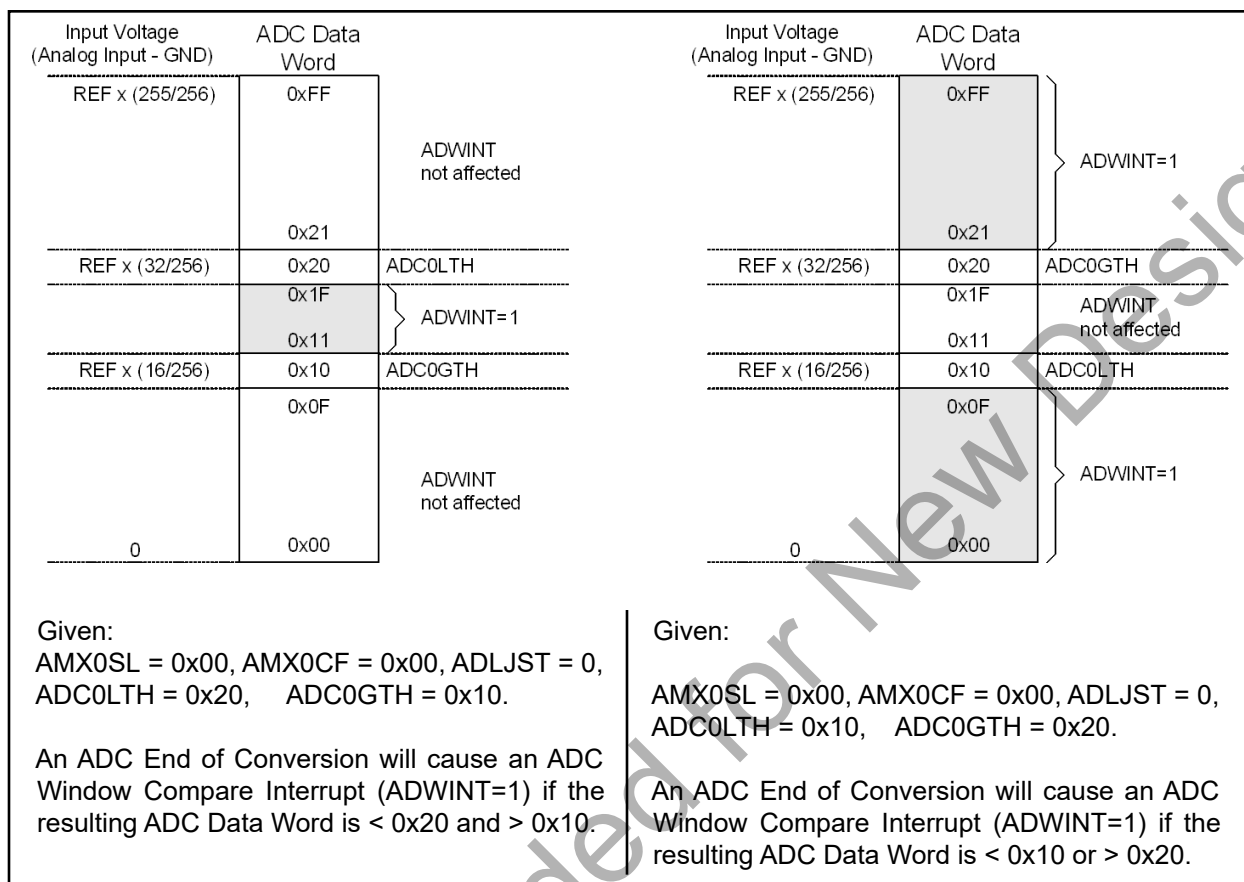 Input Voltage
(Analog Input - GND)
ADC Data
Word
REF x (255/256)
0xFF
ADWINT
not affected
0x21
REF x (32/256)
0x20
ADC0LTH
0x1F
ADWINT=1
0x11
REF x (16/256)
0x10
ADC0GTH
0x0F
ADWINT
not affected
0
0x00
Given:
AMX0SL = 0x00, AMX0CF = 0x00, ADLJST = 0,
ADC0LTH = 0x20, ADC0GTH = 0x10.
An ADC End of Conversion will cause an ADC
Window Compare Interrupt (ADWINT=1) if the
resulting ADC Data Word is < 0x20 and > 0x10.
Input Voltage
(Analog Input - GND)
ADC Data
Word
REF x (255/256)
0xFF
ADWINT=1
0x21
REF x (32/256)
0x20
ADC0GTH
0x1F
ADWINT
not affected
0x11
REF x (16/256)
0x10
ADC0LTH
0x0F
ADWINT=1
0
0x00
Given:
AMX0SL = 0x00, AMX0CF = 0x00, ADLJST = 0,
ADC0LTH = 0x10, ADC0GTH = 0x20.
An ADC End of Conversion will cause an ADC
Window Compare Interrupt (ADWINT=1) if the
resulting ADC Data Word is < 0x10 or > 0x20.
for New